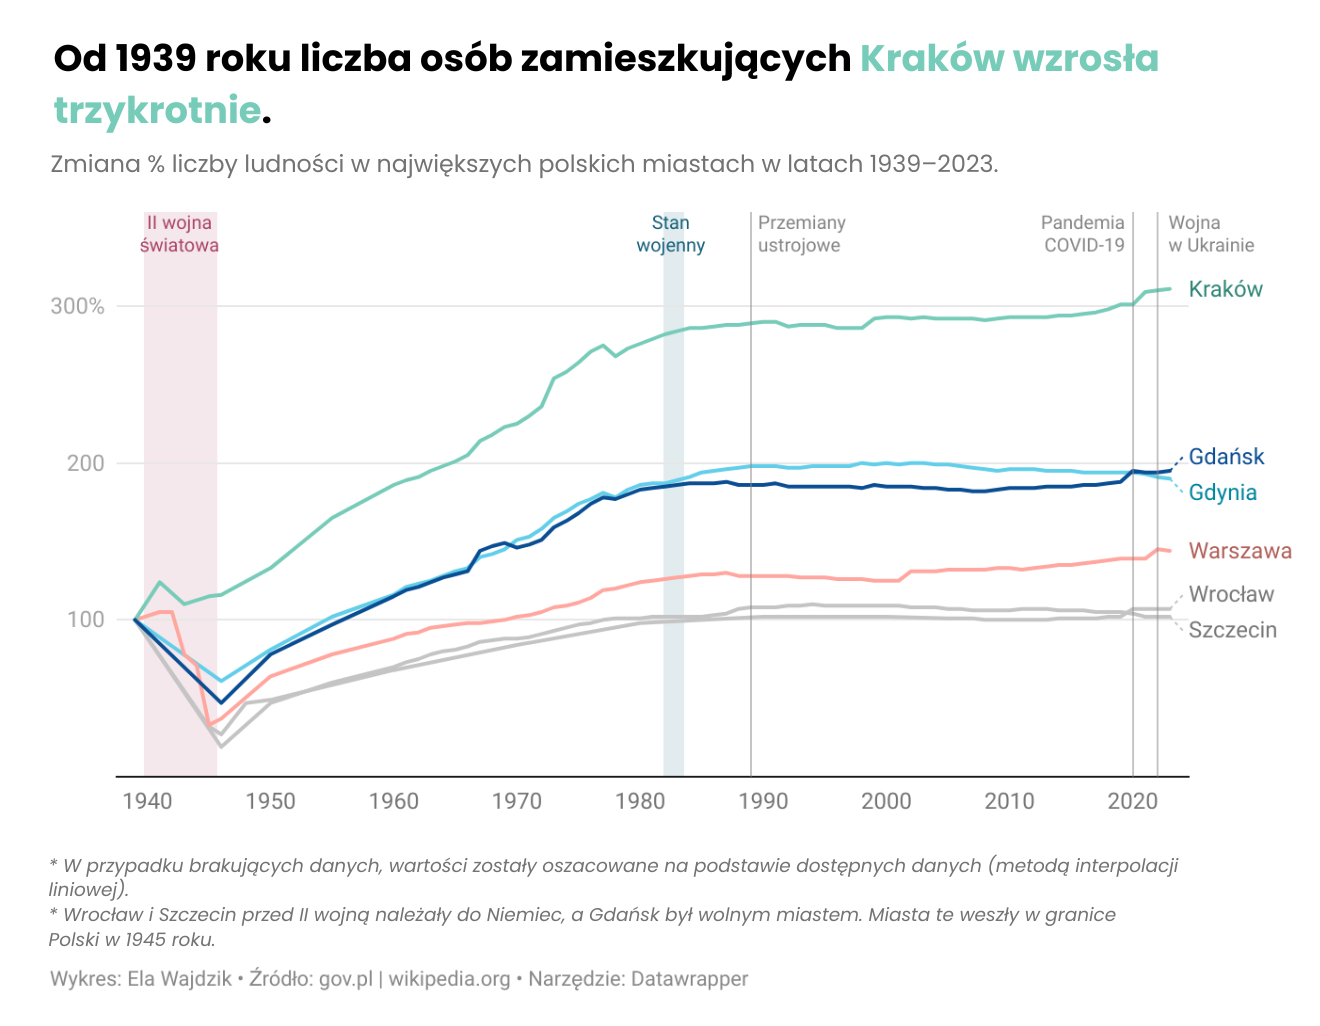 Od 1939 roku liczba osób zamieszkujących Kraków wzrosła
trzykrotnie.
Zmiana % liczby ludności w największych polskich miastach w latach 1939–2023.
II wojna
światowa
Stan
wojenny
Przemiany
ustrojowe
Pandemia
COVID-19
Wojna
w Ukrainie
300%
200
100
Kraków
Gdańsk
Gdynia
Warszawa
Wrocław
Szczecin
1940 1950 1960 1970 1980 1990 2000 2010 2020
* W przypadku brakujących danych, wartości zostały oszacowane na podstawie dostępnych danych (metodą interpolacji
liniowej).
* Wrocław i Szczecin przed II wojną należały do Niemiec, a Gdańsk był wolnym miastem. Miasta te weszły w granice
Polski w 1945 roku.
Wykres: Ela Wajdzik • Źródło: gov.pl | wikipedia.org • Narzędzie: Datawrapper